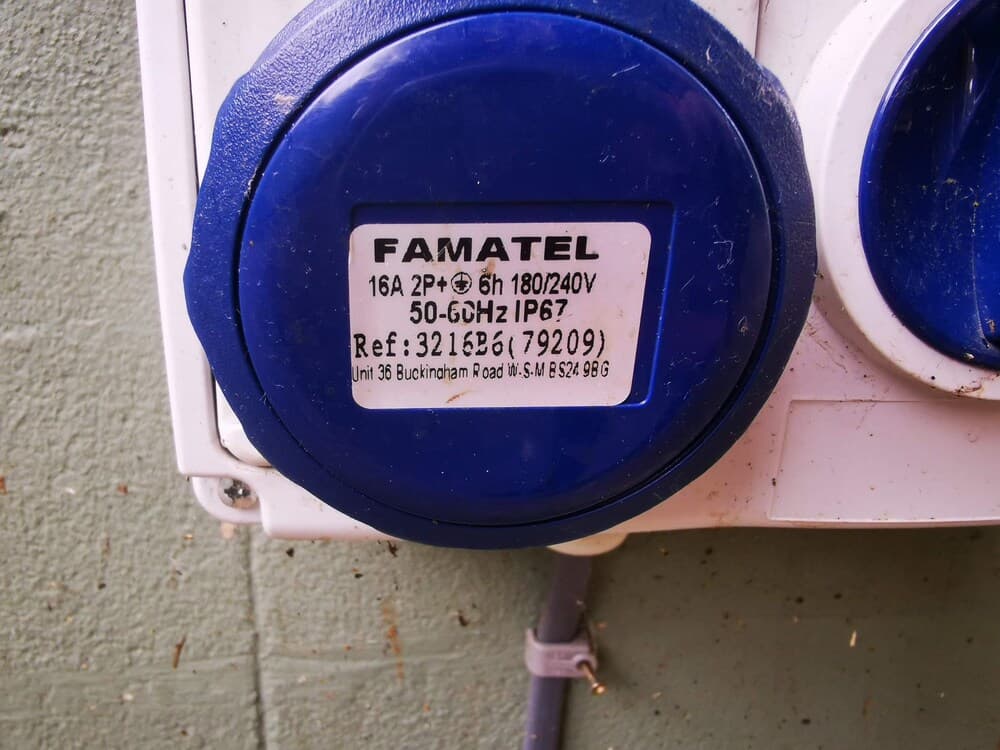 FAMATEL
16A 2P+⏚ 6h 180/240V
50-60Hz IP67
Ref:3216B6(79209)
Unit 36 Buckingham Road W-S-M BS24 9BG